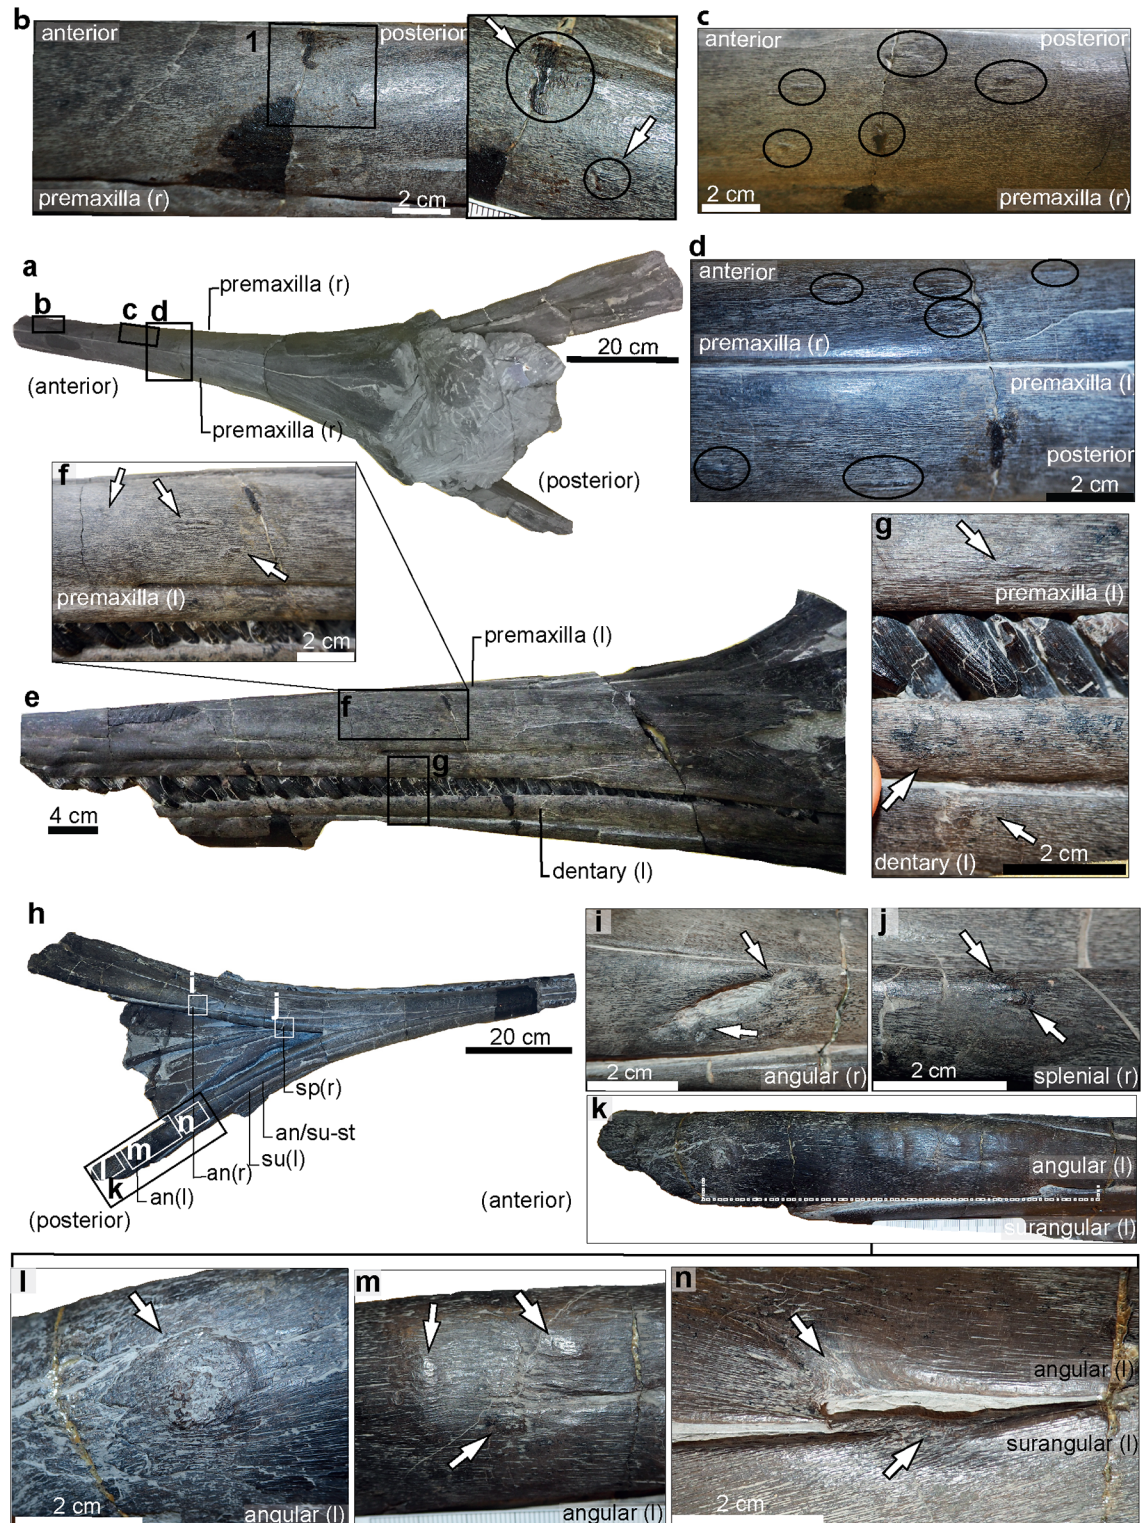 b
anterior
1
posterior
premaxilla (r)
2 cm
c
anterior
posterior
2 cm
premaxilla (r)
a
b
c
d
premaxilla (r)
20 cm
(anterior)
premaxilla (r)
(posterior)
d
anterior
premaxilla (r)
premaxilla (l
posterior
2 cm
f
premaxilla (l)
2 cm
e
premaxilla (l)
f
g
4 cm
dentary (l)
g
premaxilla (l)
dentary (l)
2 cm
h
i
j
20 cm
sp(r)
n
an/su-st
m
su(l)
l
an(r)
k
an(l)
(posterior)
(anterior)
i
2 cm
angular (r)
j
2 cm
splenial (r)
k
angular (l)
surangular (l)
l
2 cm
angular (l)
m
angular (l)
n
angular (l)
surangular (l)
2 cm